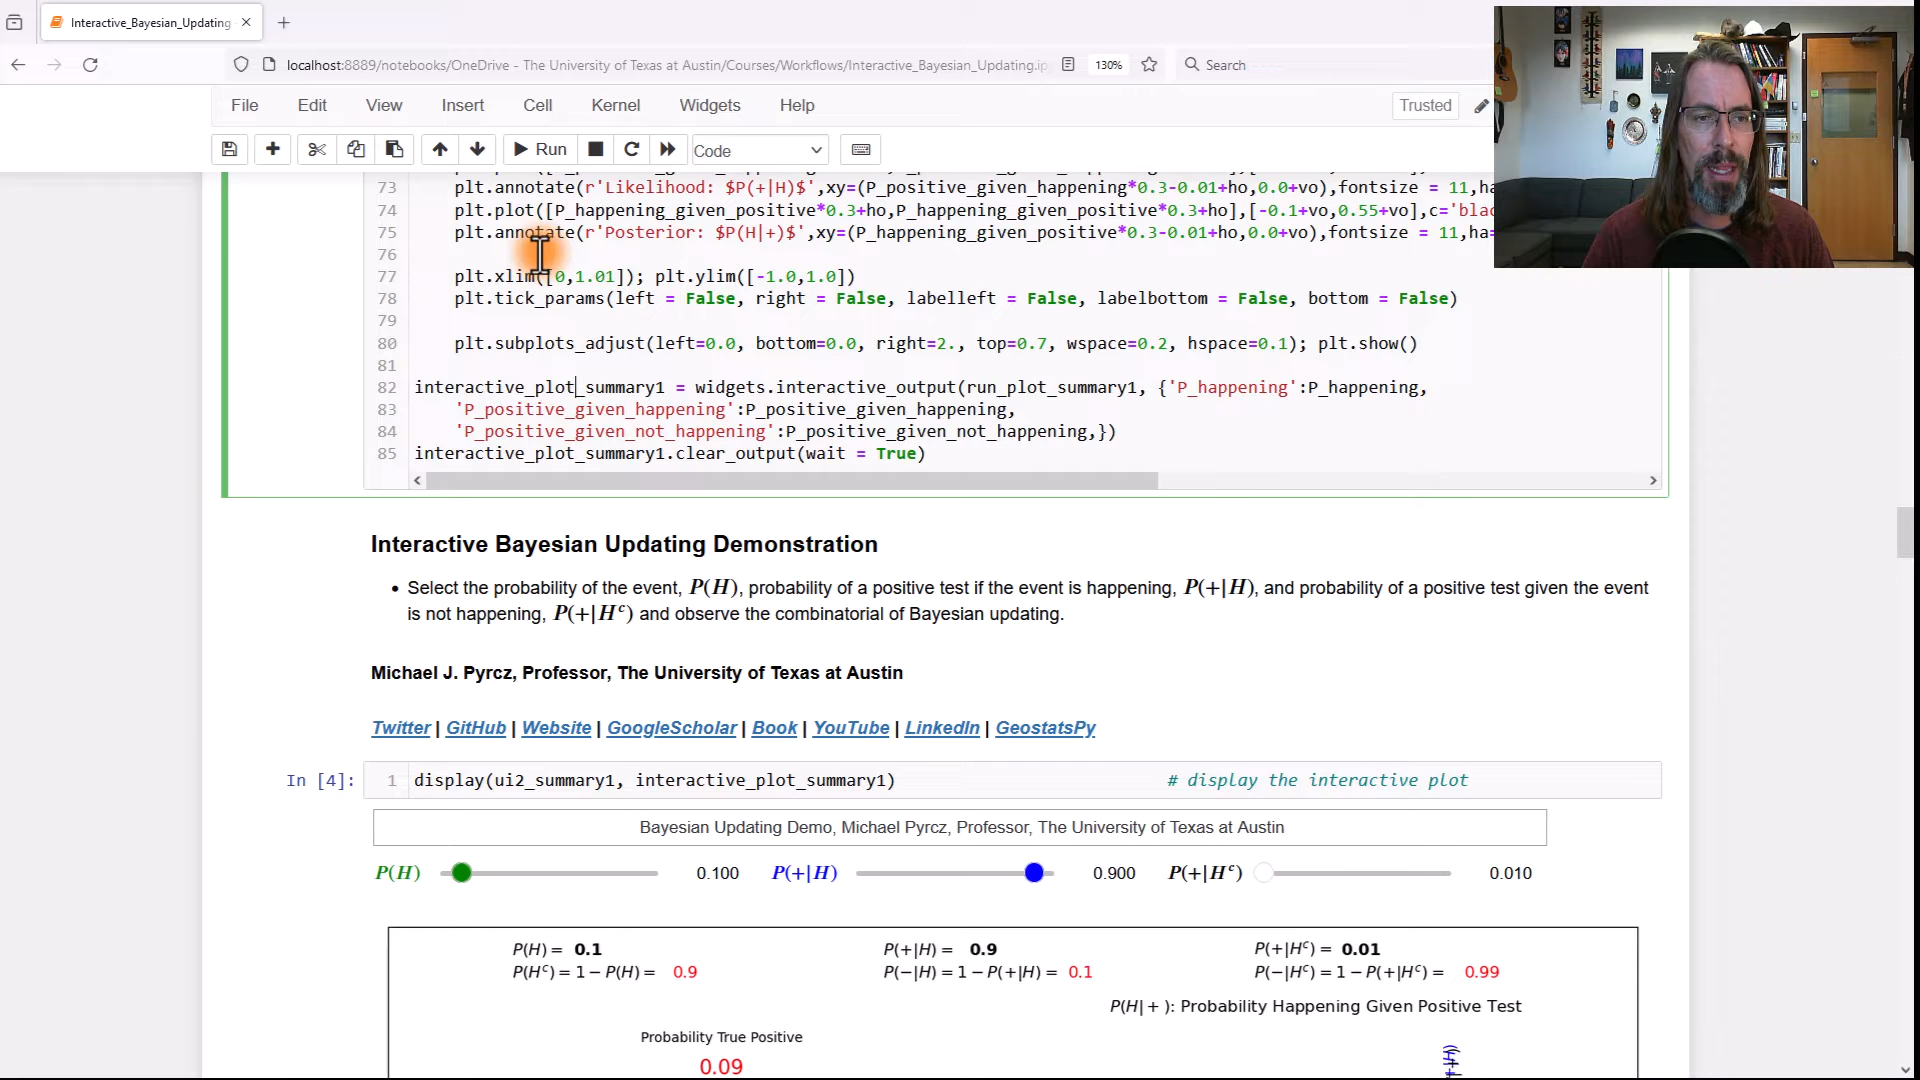 Interactive_Bayesian_Updating
localhost:8889/notebooks/OneDrive - The University of Texas at Austin/Courses/Workflows/Interactive_Bayesian_Updating.ip
130%
Search
File Edit View Insert Cell Kernel Widgets Help
Trusted
Run
Code
73 plt.annotate(r'Likelihood: $P(+|H)$',xy=(P_positive_given_happening*0.3-0.01+ho,0.0+vo),fontsize = 11,ha
74 plt.plot([P_happening_given_positive*0.3+ho,P_happening_given_positive*0.3+ho],[-0.1+vo,0.55+vo],c='blac
75 plt.annotate(r'Posterior: $P(H|+)$',xy=(P_happening_given_positive*0.3-0.01+ho,0.0+vo),fontsize = 11,ha=
76
77 plt.xlim([0,1.01]); plt.ylim([-1.0,1.0])
78 plt.tick_params(left = False, right = False, labelleft = False, labelbottom = False, bottom = False)
79
80 plt.subplots_adjust(left=0.0, bottom=0.0, right=2., top=0.7, wspace=0.2, hspace=0.1); plt.show()
81
82 interactive_plot_summary1 = widgets.interactive_output(run_plot_summary1, {'P_happening':P_happening,
83 'P_positive_given_happening':P_positive_given_happening,
84 'P_positive_given_not_happening':P_positive_given_not_happening,})
85 interactive_plot_summary1.clear_output(wait = True)
Interactive Bayesian Updating Demonstration
• Select the probability of the event, P(H), probability of a positive test if the event is happening, P(+|H), and probability of a positive test given the event
is not happening, P(+|Hᶜ) and observe the combinatorial of Bayesian updating.
Michael J. Pyrcz, Professor, The University of Texas at Austin
Twitter | GitHub | Website | GoogleScholar | Book | YouTube | LinkedIn | GeostatsPy
In [4]: 1 display(ui2_summary1, interactive_plot_summary1) # display the interactive plot
Bayesian Updating Demo, Michael Pyrcz, Professor, The University of Texas at Austin
P(H) 0.100 P(+|H) 0.900 P(+|Hᶜ) 0.010
P(H) = 0.1 P(+|H) = 0.9 P(+|Hᶜ) = 0.01
P(Hᶜ) = 1 − P(H) = 0.9 P(−|H) = 1 − P(+|H) = 0.1 P(−|Hᶜ) = 1 − P(+|Hᶜ) = 0.99
P(H|+): Probability Happening Given Positive Test
Probability True Positive
0.09